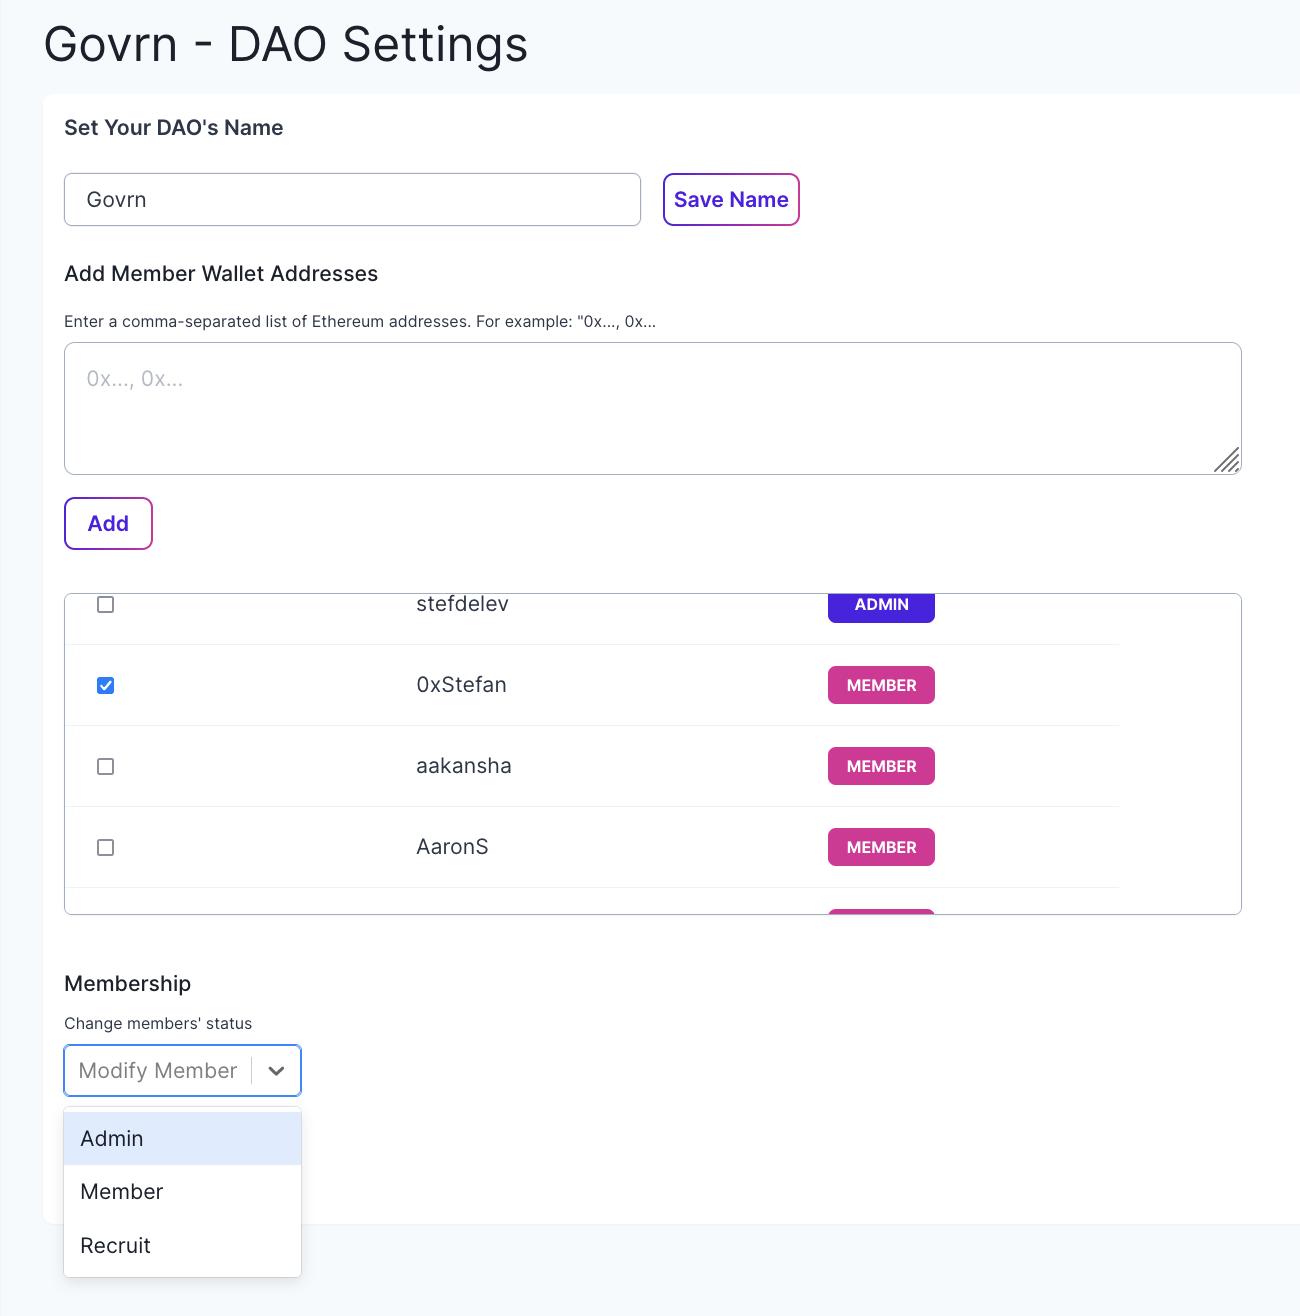 Govrn - DAO Settings
Set Your DAO's Name
Govrn
Save Name
Add Member Wallet Addresses
Enter a comma-separated list of Ethereum addresses. For example: "0x..., 0x...
0x..., 0x...
Add
stefdelev ADMIN
0xStefan MEMBER
aakansha MEMBER
AaronS MEMBER
Membership
Change members' status
Modify Member
Admin
Member
Recruit